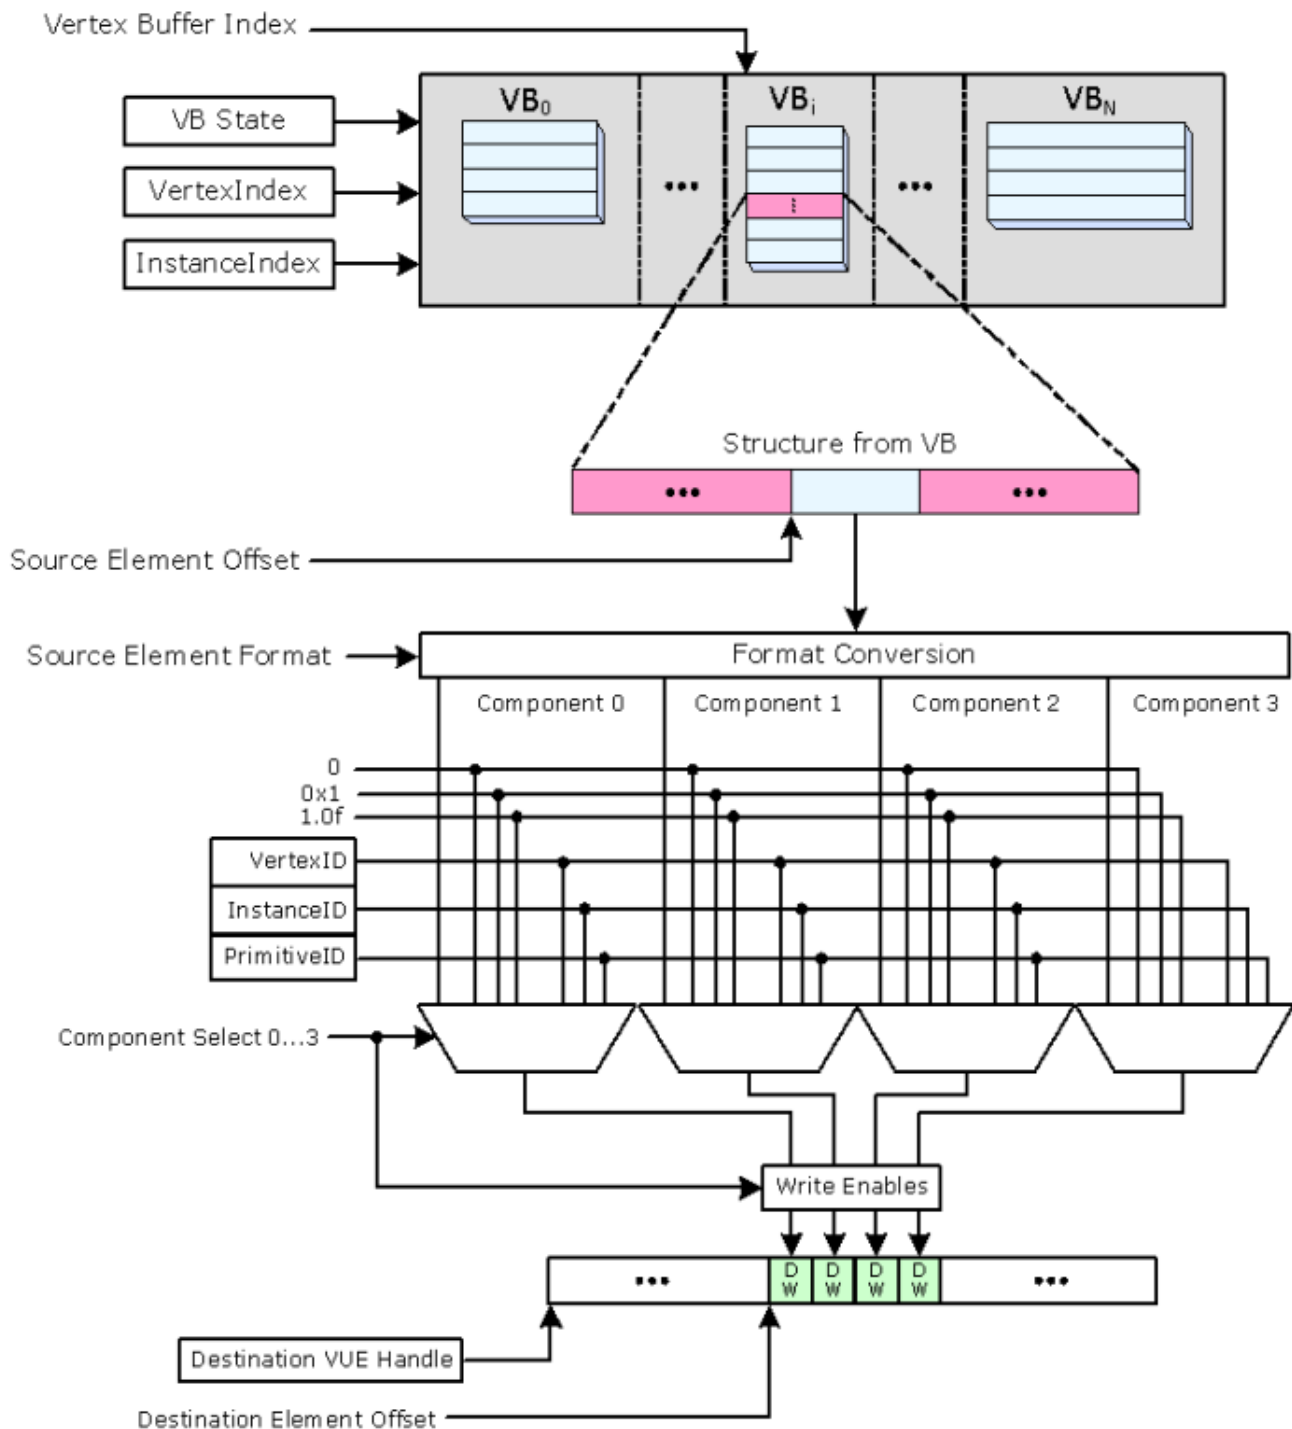 Vertex Buffer Index
VB0
VBi
VBN
VB State
VertexIndex
•••
•••
InstanceIndex
Structure from VB
•••
•••
Source Element Offset
Source Element Format
Format Conversion
Component 0
Component 1
Component 2
Component 3
0
0x1
1.0f
VertexID
InstanceID
PrimitiveID
Component Select 0...3
Write Enables
•••
DW
DW
DW
DW
•••
Destination VUE Handle
Destination Element Offset